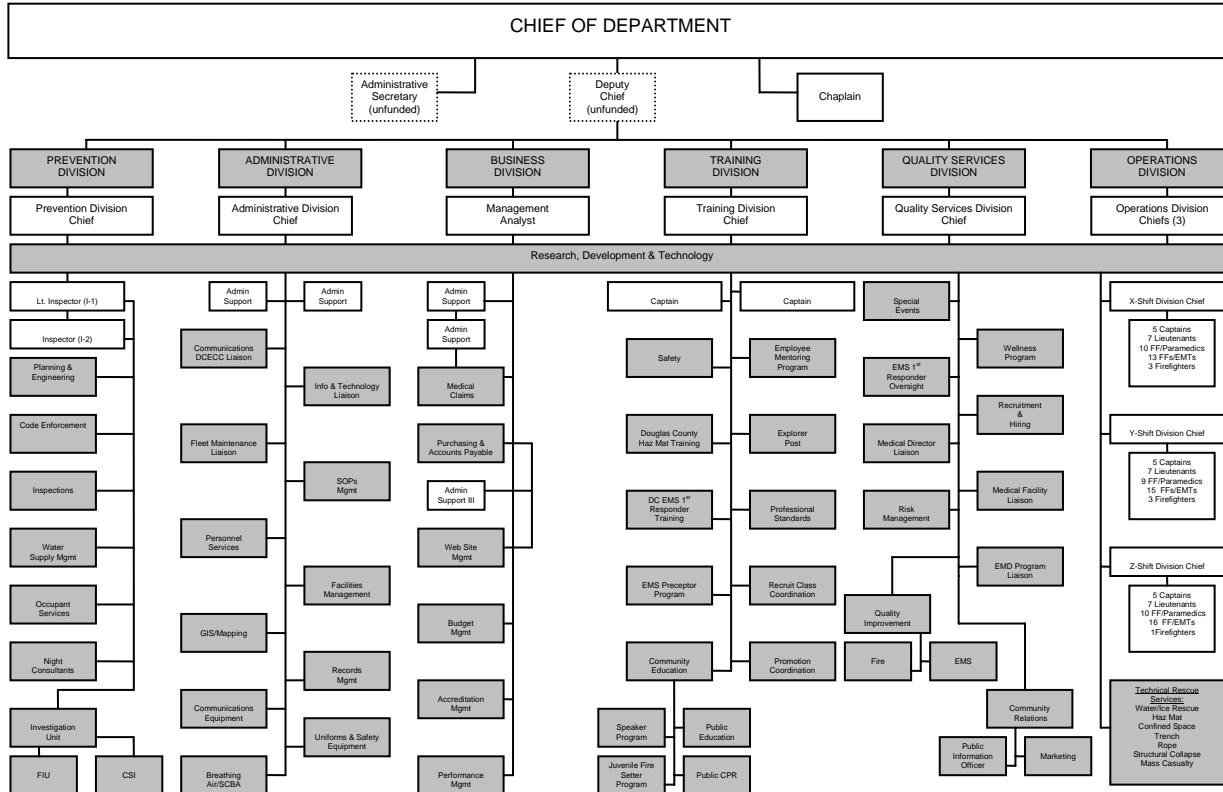 CHIEF OF DEPARTMENT
Administrative
Secretary
(unfunded)
Deputy
Chief
(unfunded)
Chaplain
PREVENTION
DIVISION
Prevention Division
Chief
ADMINISTRATIVE
DIVISION
Administrative Division
Chief
BUSINESS
DIVISION
Management
Analyst
TRAINING
DIVISION
Training Division
Chief
QUALITY SERVICES
DIVISION
Quality Services Division
Chief
OPERATIONS
DIVISION
Operations Division
Chiefs (3)
Research, Development & Technology
Lt. Inspector (I-1)
Inspector (I-2)
Planning &
Engineering
Code Enforcement
Inspections
Water
Supply Mgmt
Occupant
Services
Night
Consultants
Investigation
Unit
FIU
CSI
Admin
Support
Admin
Support
Communications
DCECC Liaison
Info & Technology
Liaison
Fleet Maintenance
Liaison
SOPs
Mgmt
Personnel
Services
Facilities
Management
GIS/Mapping
Records
Mgmt
Communications
Equipment
Uniforms & Safety
Equipment
Breathing
Air/SCBA
Admin
Support
Admin
Support
Medical
Claims
Purchasing &
Accounts Payable
Admin
Support III
Web Site
Mgmt
Budget
Mgmt
Accreditation
Mgmt
Performance
Mgmt
Captain
Captain
Safety
Employee
Mentoring
Program
Douglas County
Haz Mat Training
Explorer
Post
DC EMS 1st
Responder
Training
Professional
Standards
EMS Preceptor
Program
Recruit Class
Coordination
Community
Education
Promotion
Coordination
Speaker
Program
Public
Education
Juvenile Fire
Setter
Program
Public CPR
Special
Events
Wellness
Program
EMS 1st
Responder
Oversight
Recruitment
&
Hiring
Medical Director
Liaison
Medical Facility
Liaison
Risk
Management
EMD Program
Liaison
Quality
Improvement
Fire
EMS
Community
Relations
Public
Information
Officer
Marketing
X-Shift Division Chief
5 Captains
7 Lieutenants
10 FF/Paramedics
13 FFs/EMTs
3 Firefighters
Y-Shift Division Chief
5 Captains
7 Lieutenants
9 FF/Paramedics
15 FFs/EMTs
3 Firefighters
Z-Shift Division Chief
5 Captains
7 Lieutenants
10 FF/Paramedics
16 FF/EMTs
1Firefighters
Technical Rescue
Services:
Water/Ice Rescue
Haz Mat
Confined Space
Trench
Rope
Structural Collapse
Mass Casualty